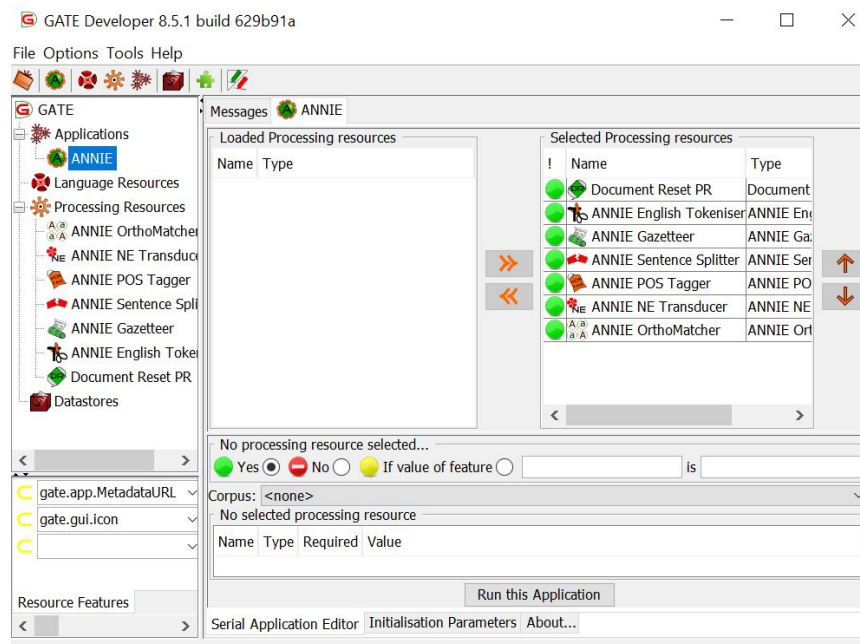 GATE Developer 8.5.1 build 629b91a
File Options Tools Help
GATE
Applications
ANNIE
Language Resources
Processing Resources
ANNIE OrthoMatcher
ANNIE NE Transduce
ANNIE POS Tagger
ANNIE Sentence Spli
ANNIE Gazetteer
ANNIE English Toke
Document Reset PR
Datastores
gate.app.MetadataURL
gate.gui.icon
Resource Features
Messages ANNIE
Loaded Processing resources
Name Type
Selected Processing resources
! Name Type
Document Reset PR Document
ANNIE English Tokeniser ANNIE Eng
ANNIE Gazetteer ANNIE Gaz
ANNIE Sentence Splitter ANNIE Sen
ANNIE POS Tagger ANNIE PO
ANNIE NE Transducer ANNIE NE
ANNIE OrthoMatcher ANNIE Ort
No processing resource selected...
Yes No If value of feature is
Corpus: <none>
No selected processing resource
Name Type Required Value
Run this Application
Serial Application Editor Initialisation Parameters About...